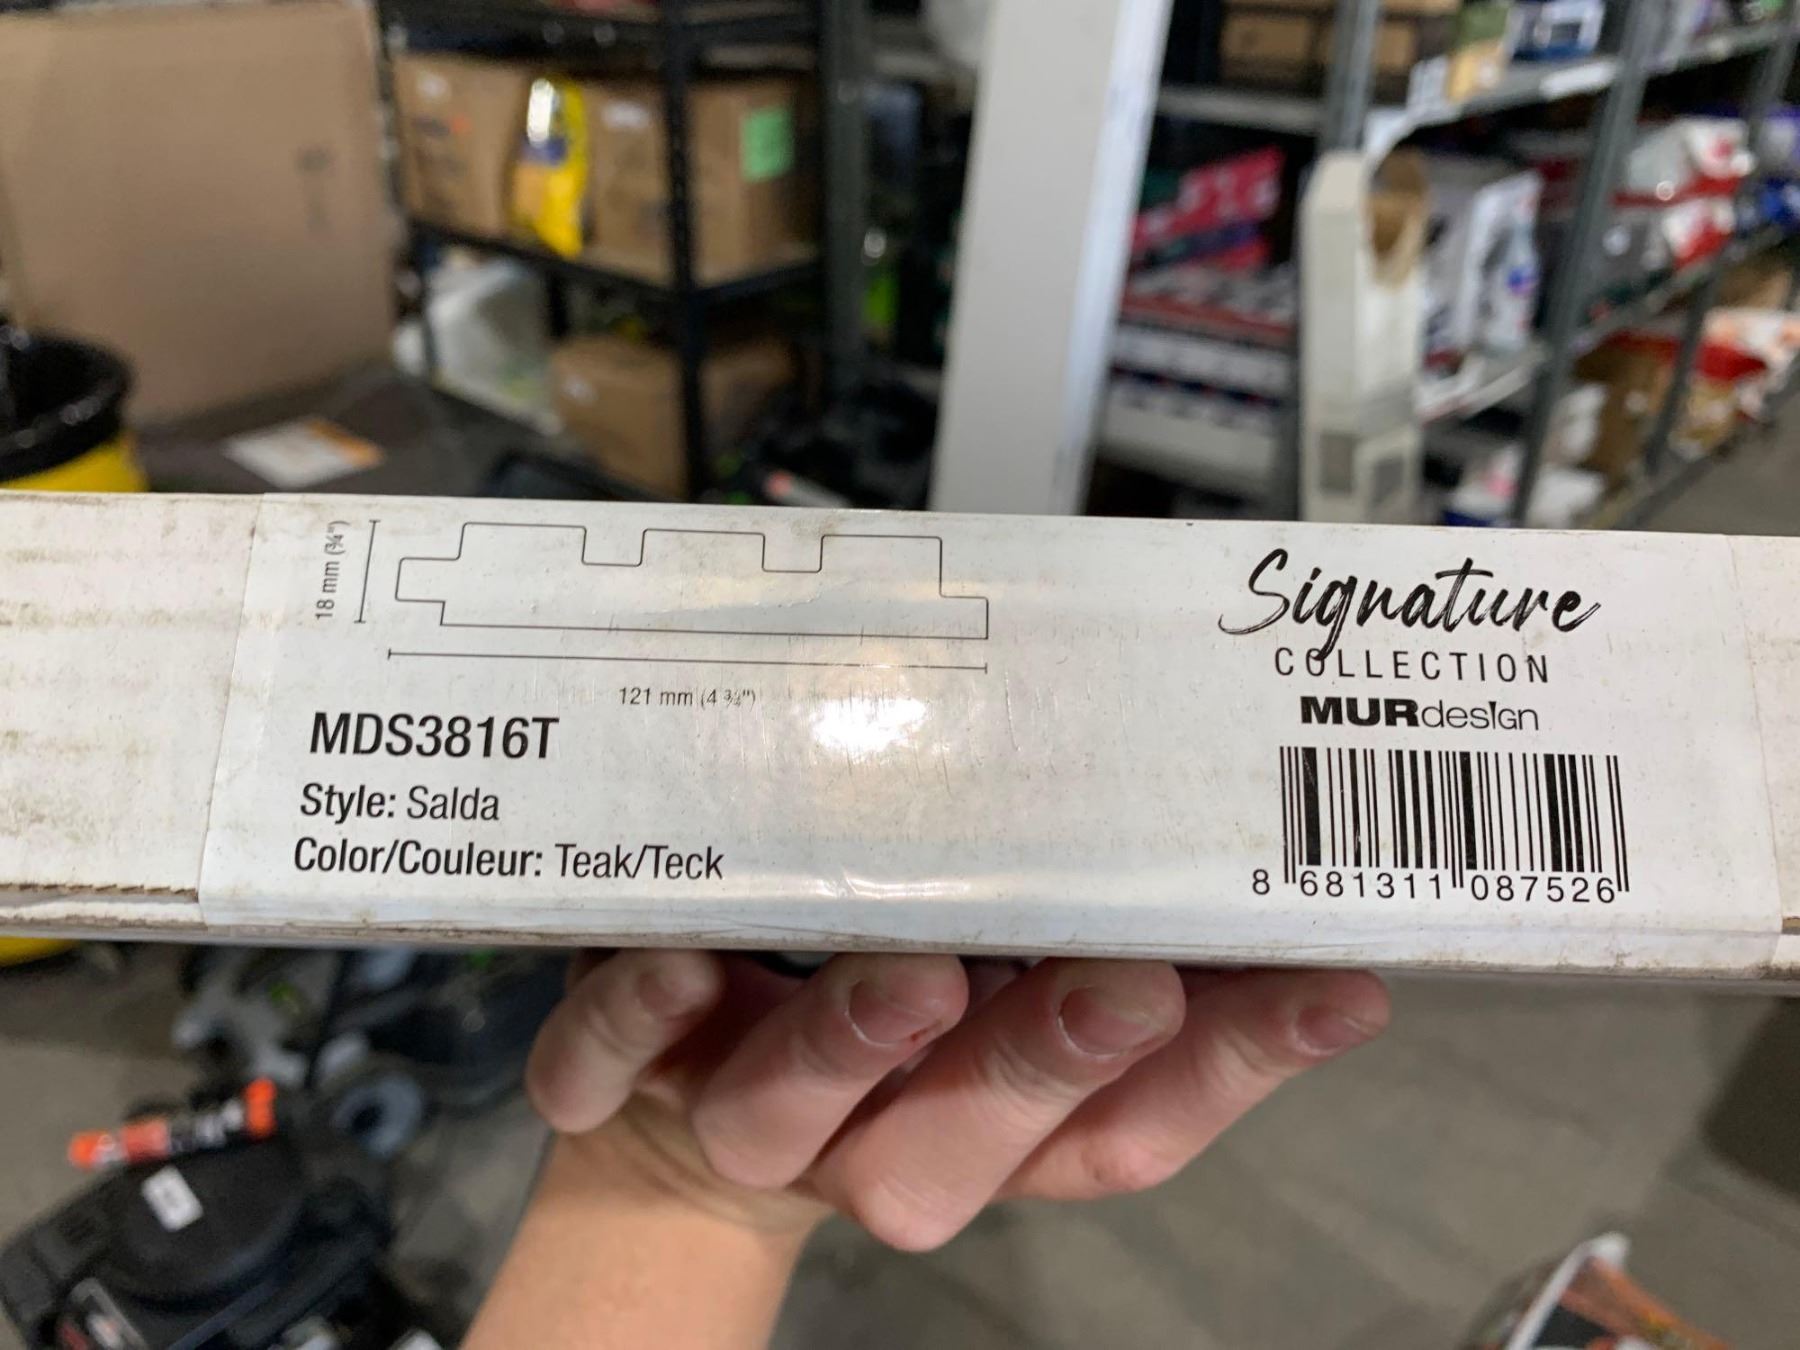 18 mm (¾")
121 mm (4 ¾")
MDS3816T
Style: Salda
Color/Couleur: Teak/Teck
Signature
COLLECTION
MURdesIGn
8 681311 087526